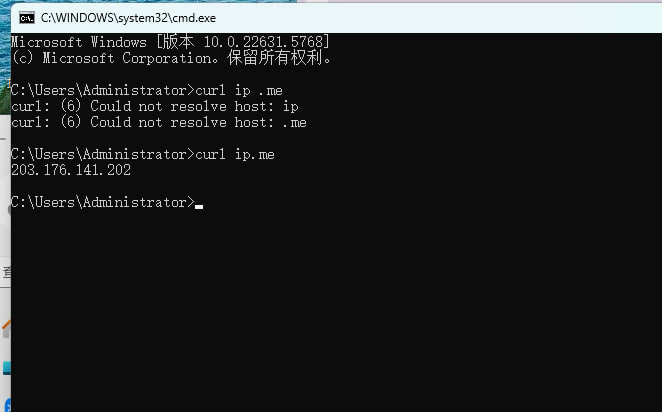 C:\WINDOWS\system32\cmd.exe
Microsoft Windows [版本 10.0.22631.5768]
(c) Microsoft Corporation。保留所有权利。
C:\Users\Administrator>curl ip .me
curl: (6) Could not resolve host: ip
curl: (6) Could not resolve host: .me
C:\Users\Administrator>curl ip.me
203.176.141.202
C:\Users\Administrator>